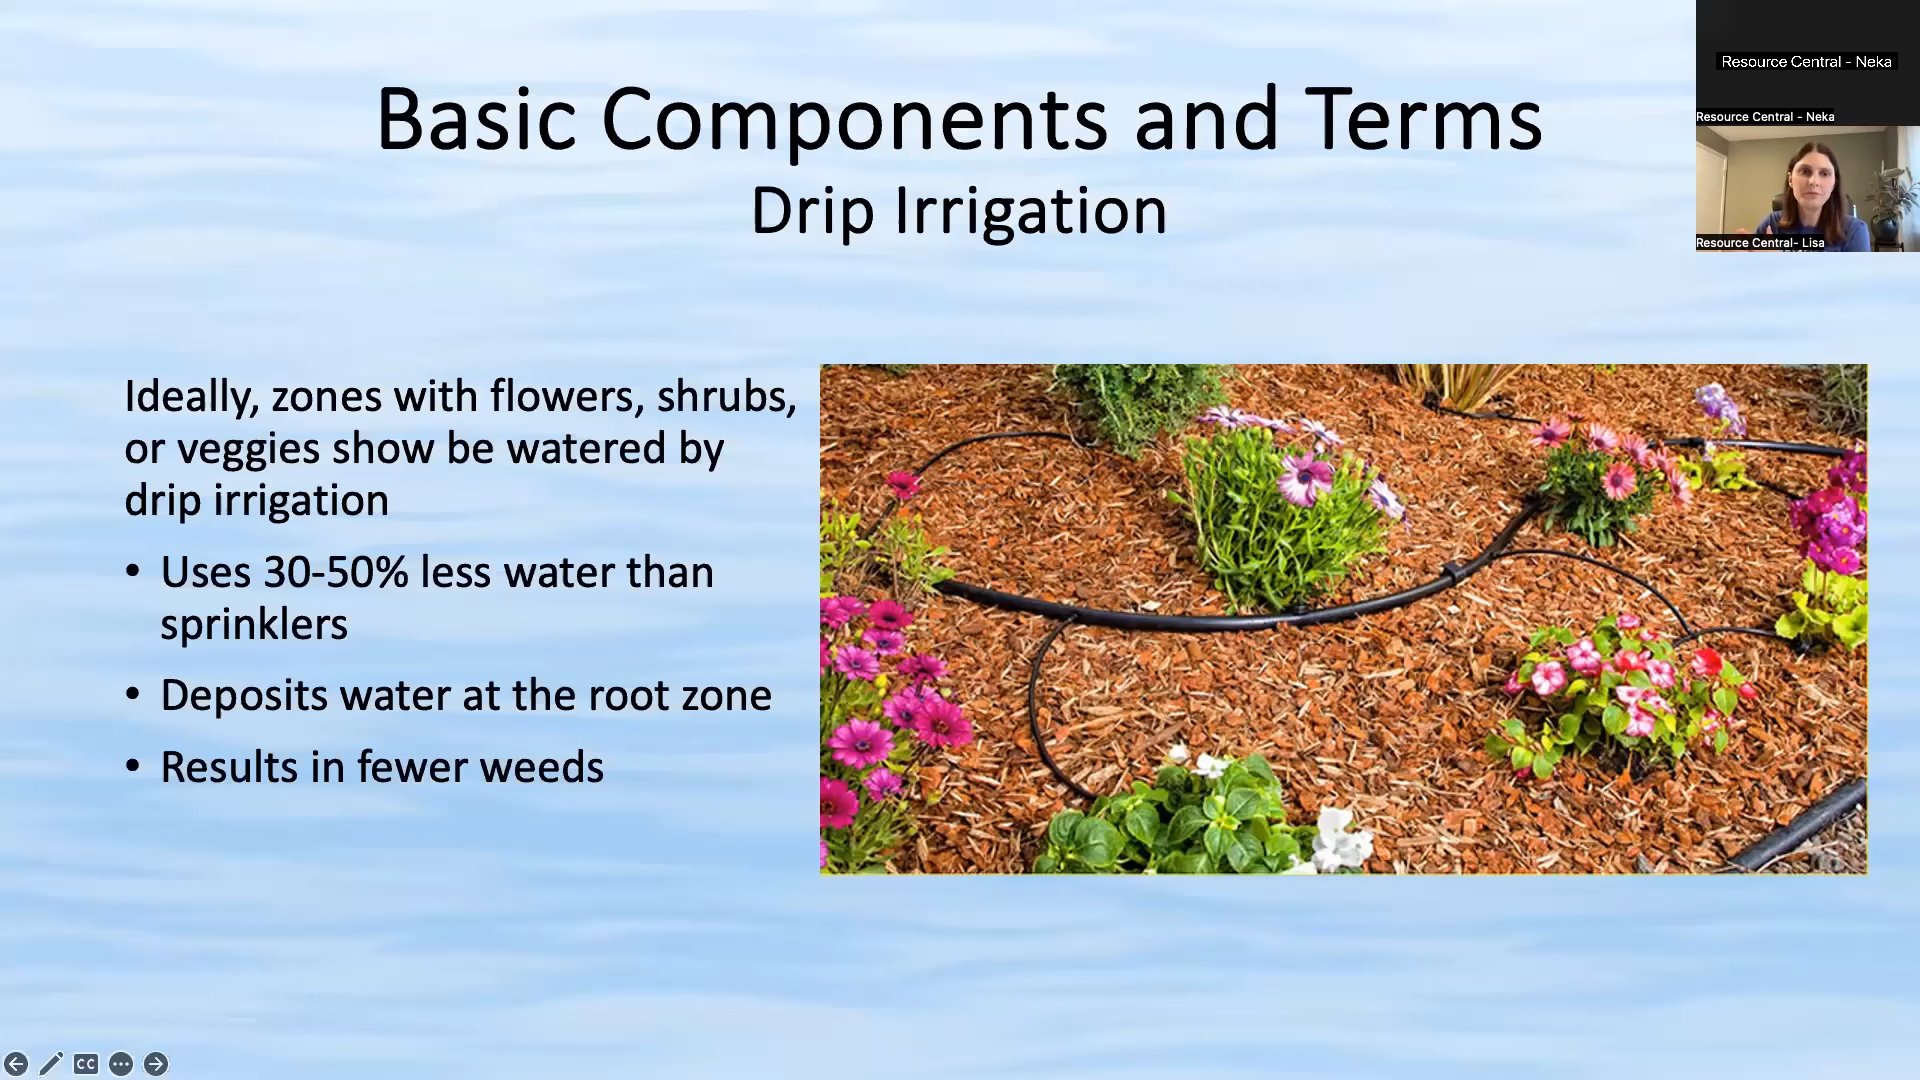 Basic Components and Terms
Drip Irrigation
Resource Central - Neka
Resource Central - Neka
Resource Central- Lisa
Ideally, zones with flowers, shrubs,
or veggies show be watered by
drip irrigation
• Uses 30-50% less water than
sprinklers
• Deposits water at the root zone
• Results in fewer weeds
CC